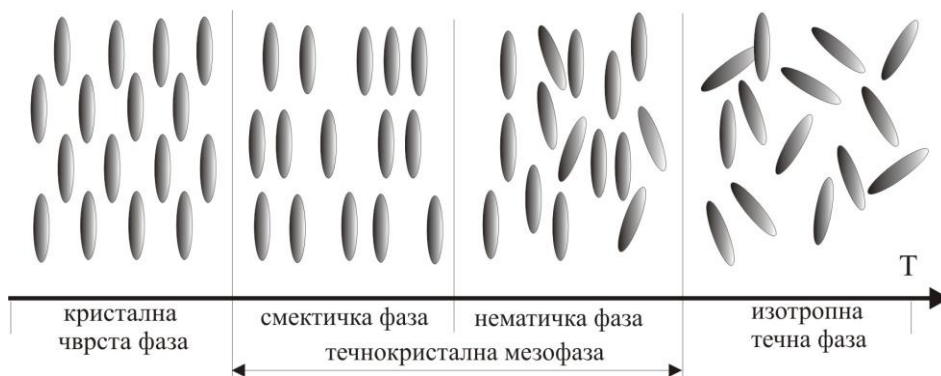 T
кристална
чврста фаза
смектичка фаза
нематичка фаза
изотропна
течна фаза
течнокристална мезофаза